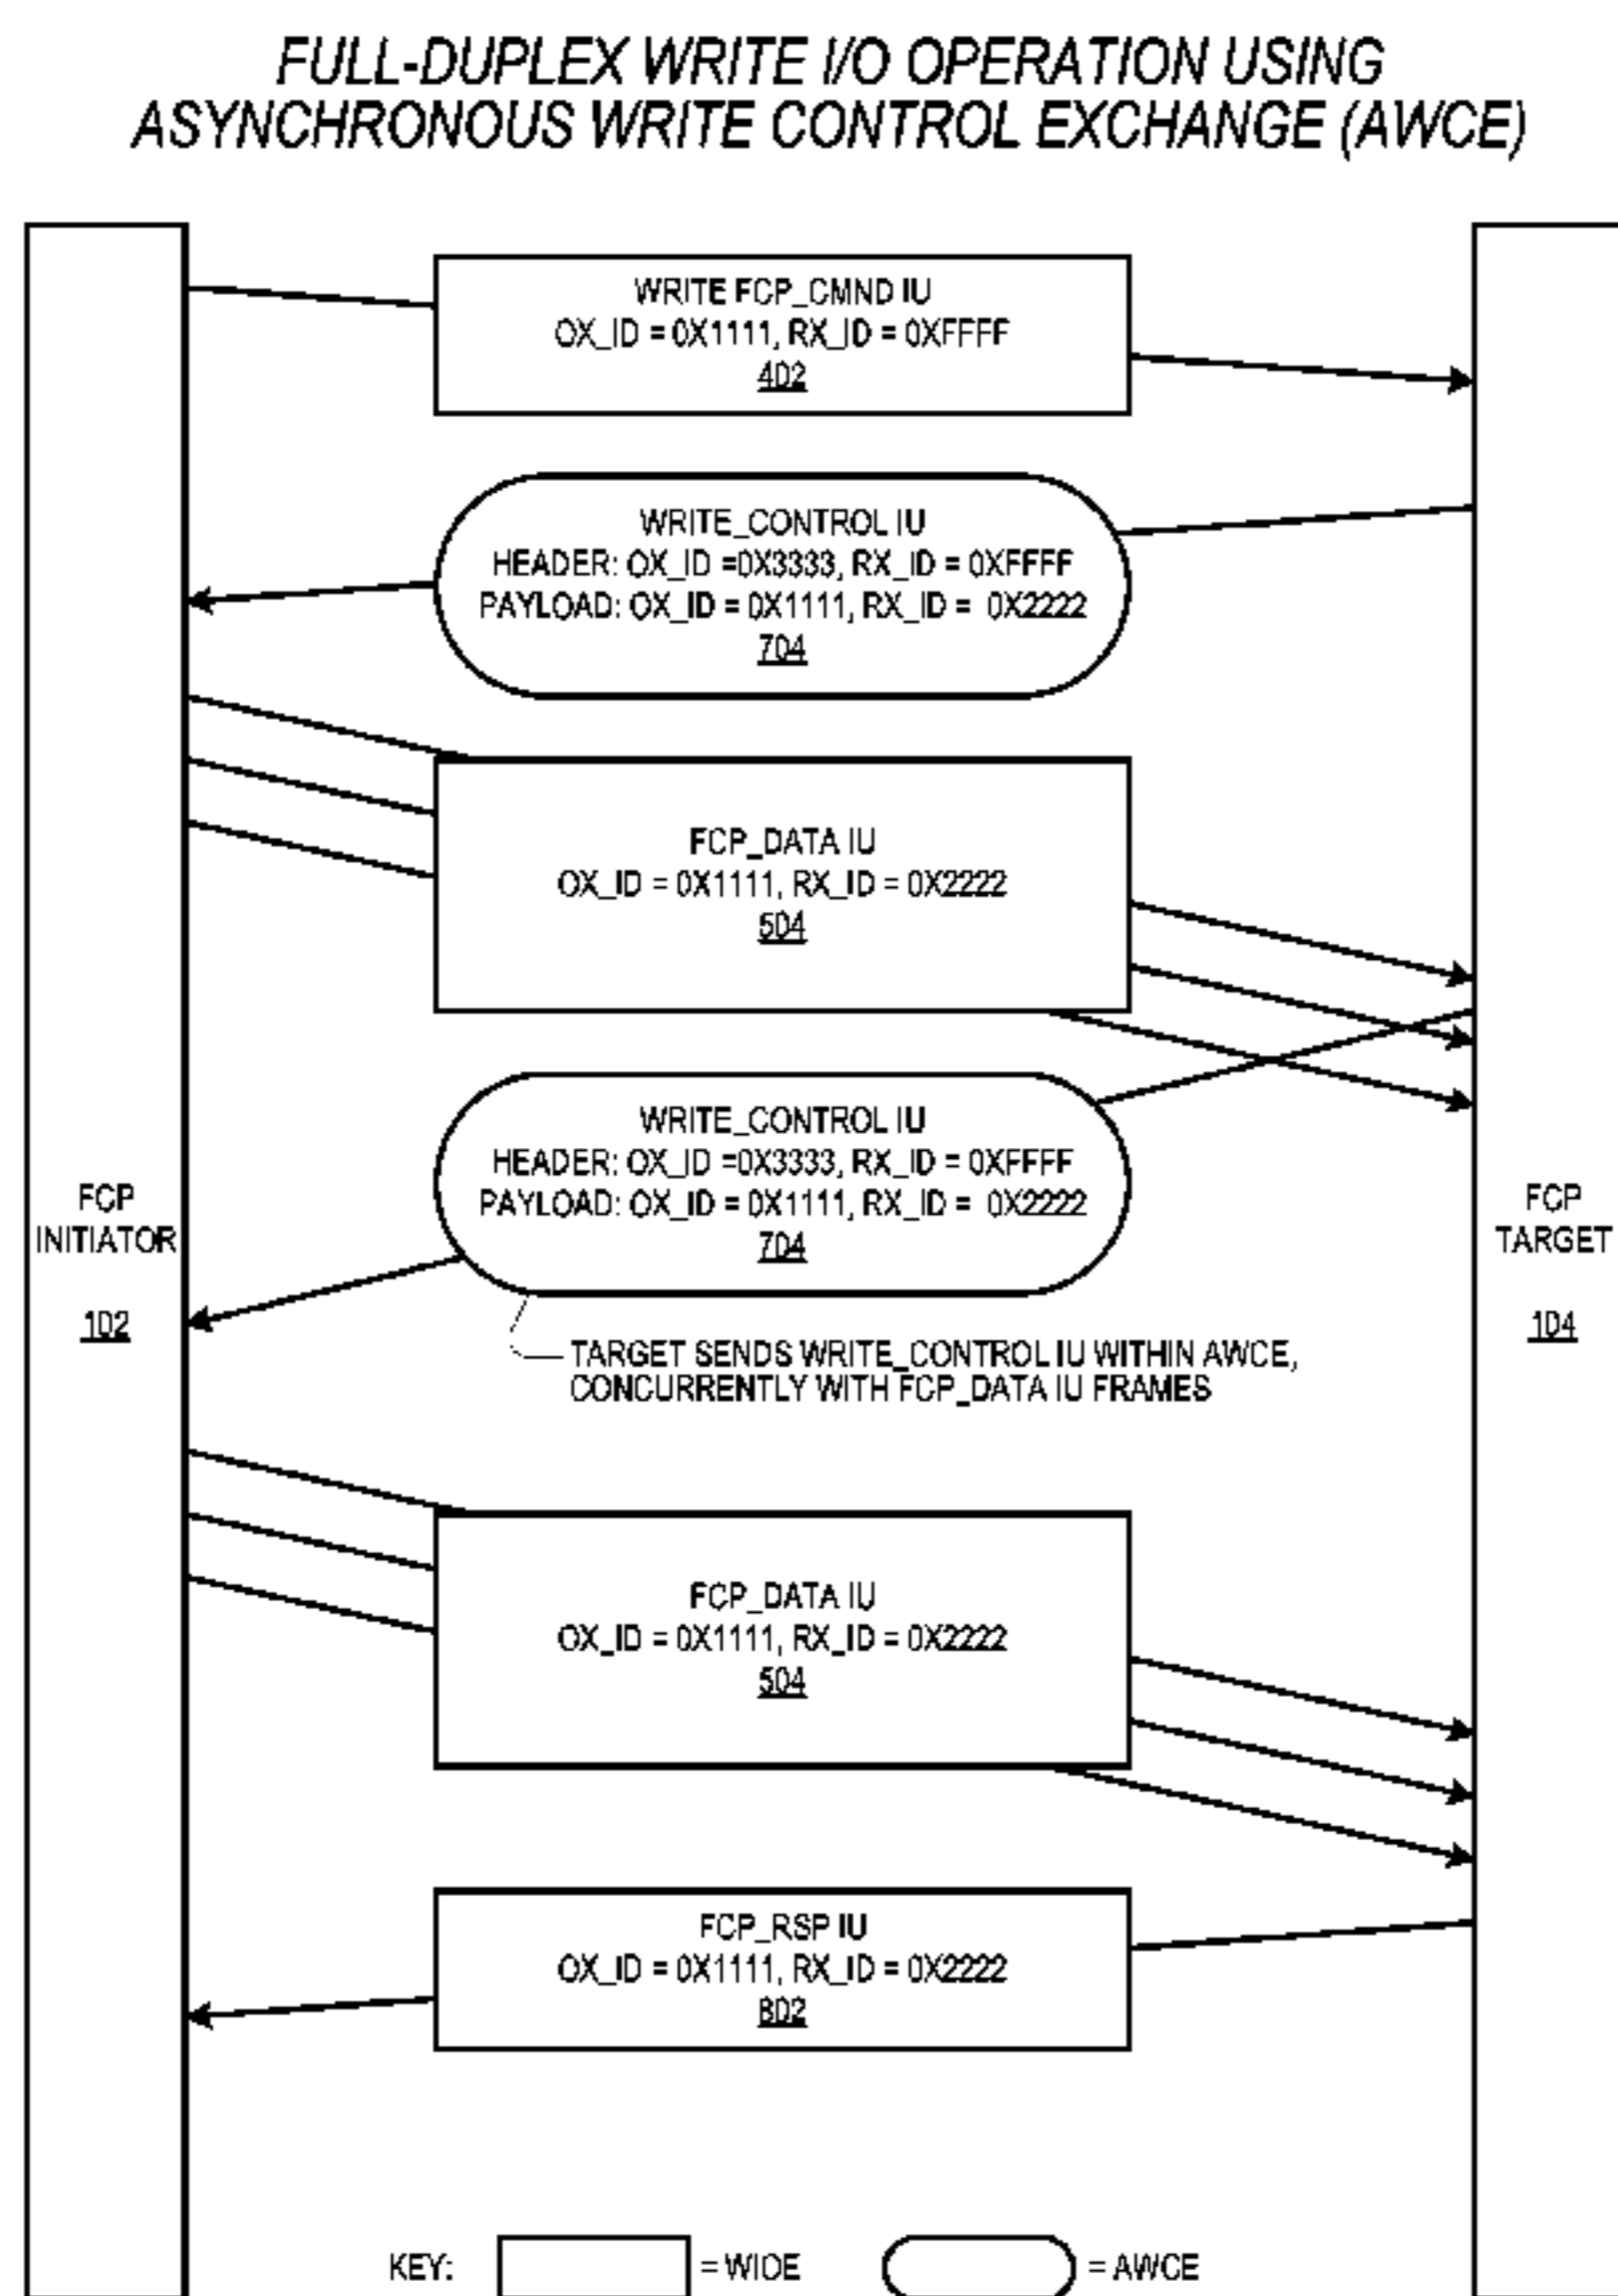 FULL-DUPLEX WRITE I/O OPERATION USING
ASYNCHRONOUS WRITE CONTROL EXCHANGE (AWCE)
WRITE FCP_CMND IU
OX_ID = 0X1111, RX_ID = 0XFFFF
402
WRITE_CONTROL IU
HEADER: OX_ID =0X3333, RX_ID = 0XFFFF
PAYLOAD: OX_ID = 0X1111, RX_ID = 0X2222
704
FCP_DATA IU
OX_ID = 0X1111, RX_ID = 0X2222
504
WRITE_CONTROL IU
HEADER: OX_ID =0X3333, RX_ID = 0XFFFF
PAYLOAD: OX_ID = 0X1111, RX_ID = 0X2222
704
FCP
INITIATOR
102
FCP
TARGET
104
TARGET SENDS WRITE_CONTROL IU WITHIN AWCE,
CONCURRENTLY WITH FCP_DATA IU FRAMES
FCP_DATA IU
OX_ID = 0X1111, RX_ID = 0X2222
504
FCP_RSP IU
OX_ID = 0X1111, RX_ID = 0X2222
802
KEY: = WIOE = AWCE